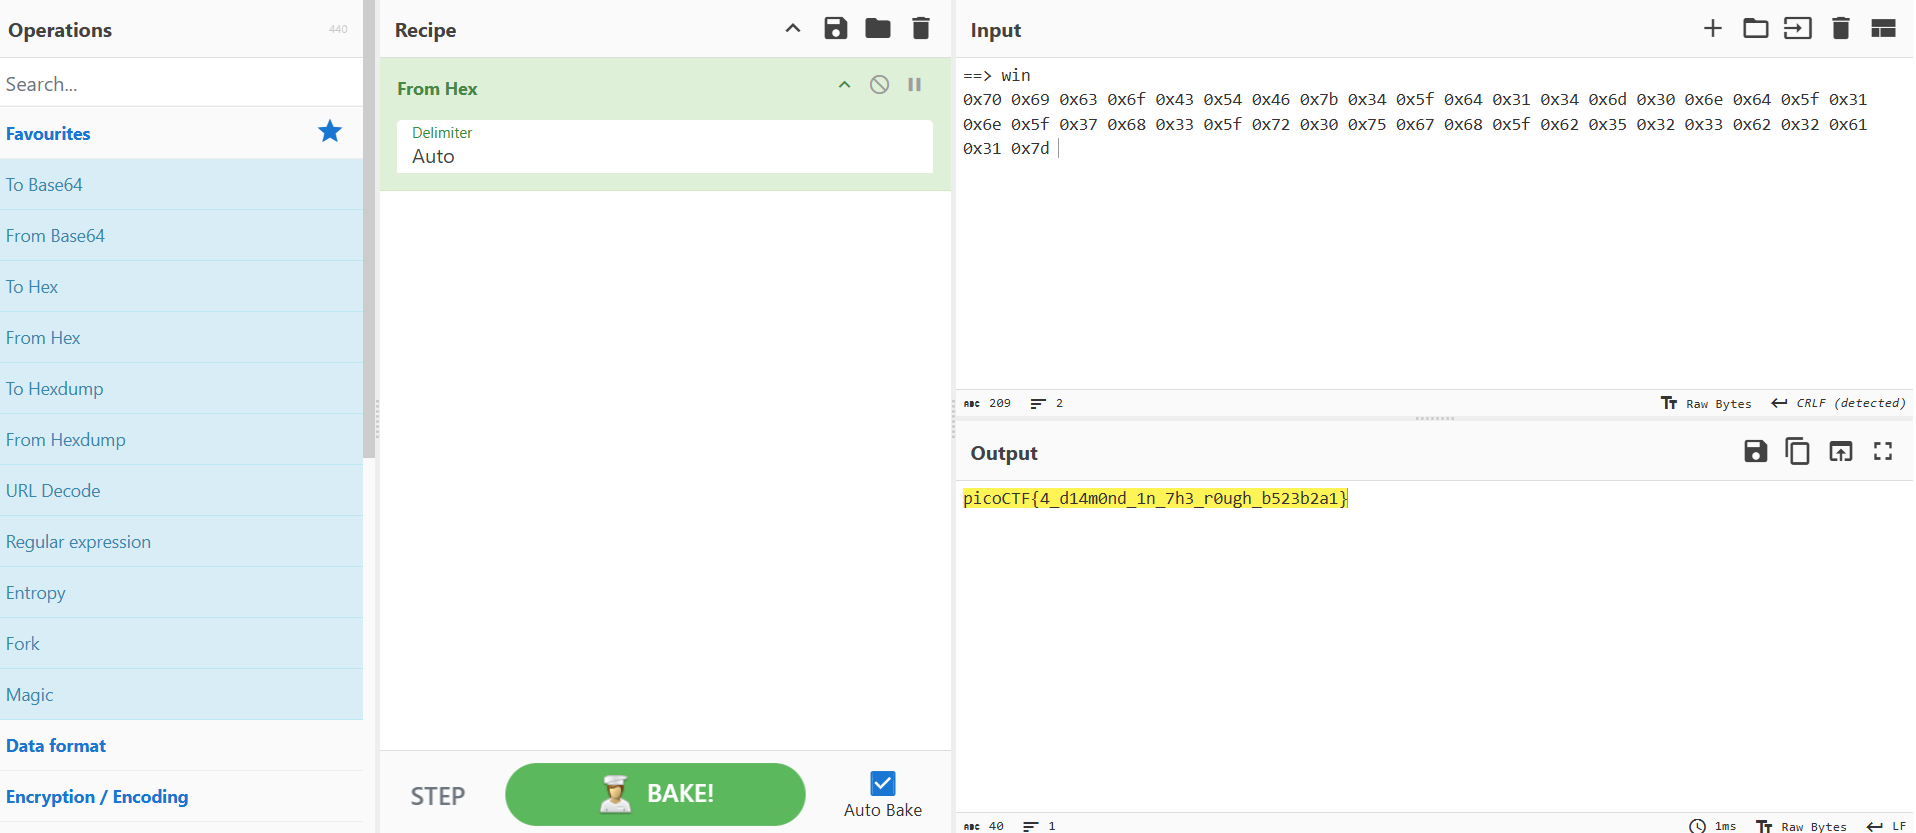 Operations
440
Search...
Favourites
To Base64
From Base64
To Hex
From Hex
To Hexdump
From Hexdump
URL Decode
Regular expression
Entropy
Fork
Magic
Data format
Encryption / Encoding
Recipe
From Hex
Delimiter
Auto
STEP
BAKE!
Auto Bake
Input
==> win
0x70 0x69 0x63 0x6f 0x43 0x54 0x46 0x7b 0x34 0x5f 0x64 0x31 0x34 0x6d 0x30 0x6e 0x64 0x5f 0x31
0x6e 0x5f 0x37 0x68 0x33 0x5f 0x72 0x30 0x75 0x67 0x68 0x5f 0x62 0x35 0x32 0x33 0x62 0x32 0x61
0x31 0x7d
ABC 209 2 Tт Raw Bytes CRLF (detected)
Output
picoCTF{4_d14m0nd_1n_7h3_r0ugh_b523b2a1}
ABC 40 1 1ms Tт Raw Bytes LF